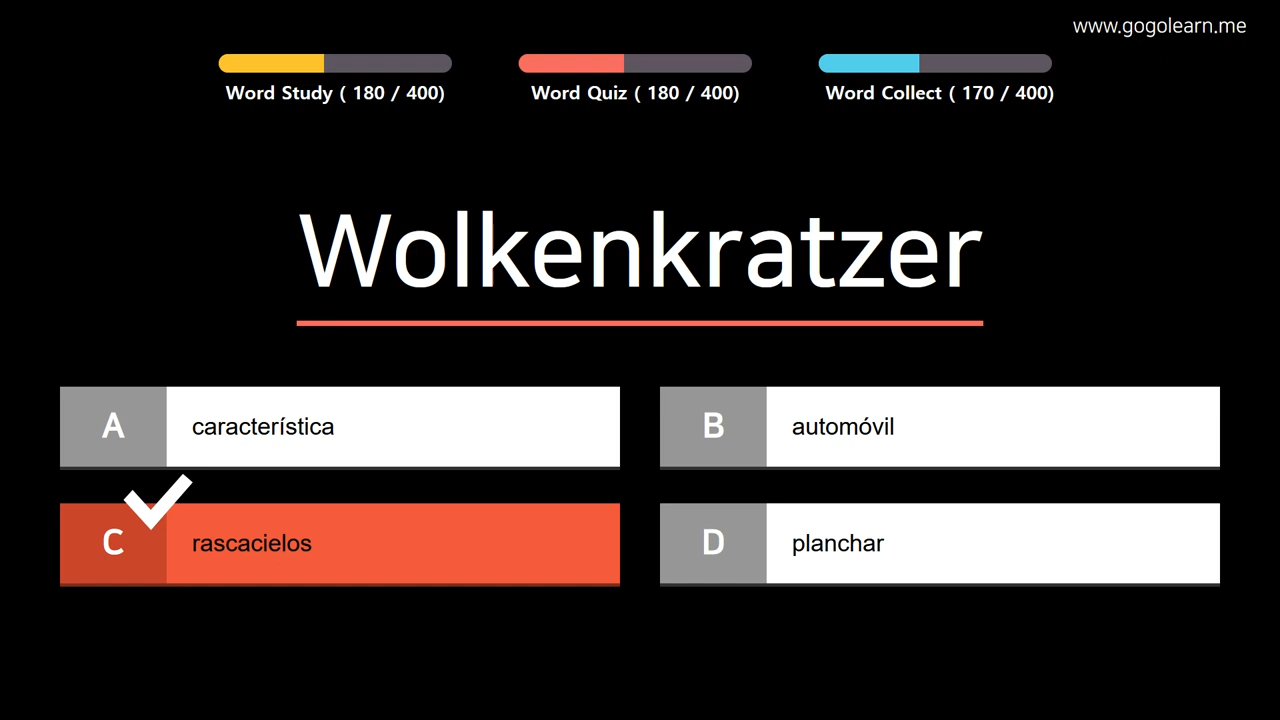 www.gogolearn.me
Word Study ( 180 / 400)
Word Quiz ( 180 / 400)
Word Collect ( 170 / 400)
Wolkenkratzer
A característica
B automóvil
C rascacielos
D planchar